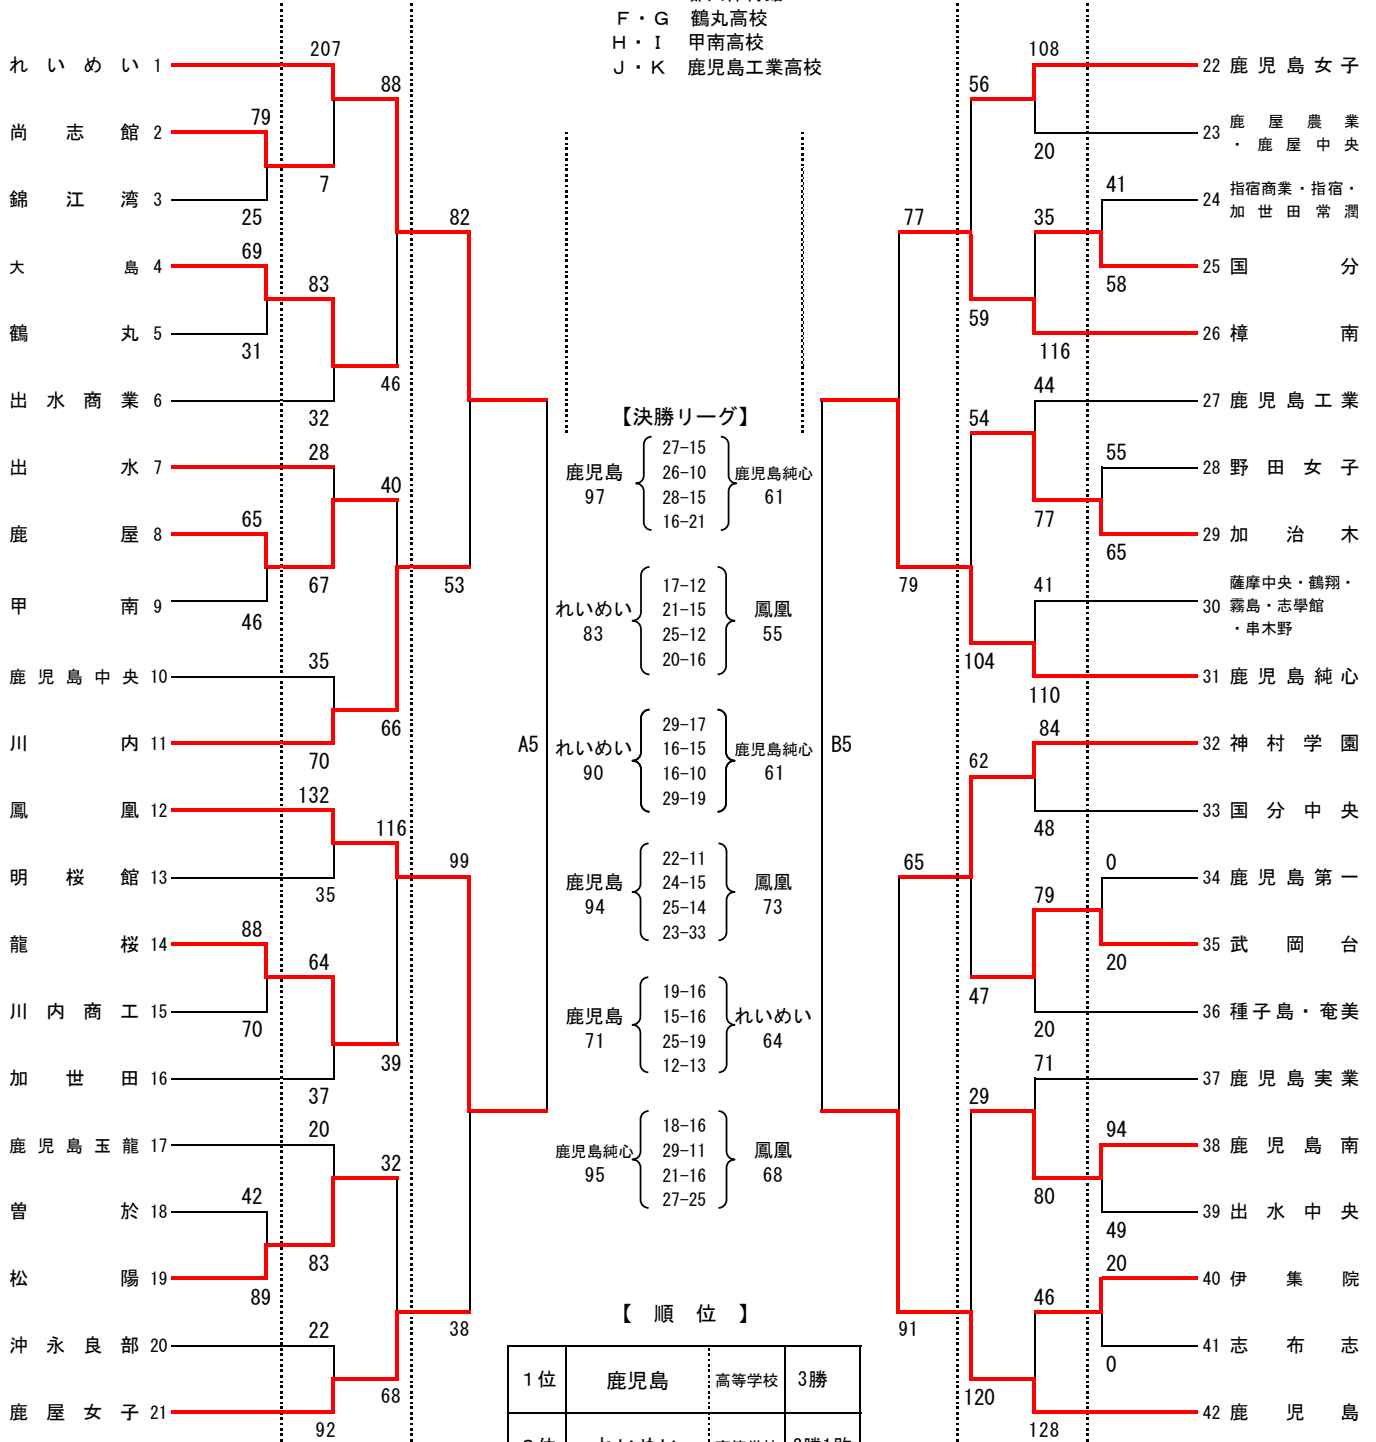 F・G 鶴丸高校
H・I 甲南高校
J・K 鹿児島工業高校
れいめい 1
尚志館 2
錦江湾 3
大島 4
鶴丸 5
出水商業 6
出水 7
鹿屋 8
甲南 9
鹿児島中央 10
川内 11
鳳凰 12
明桜館 13
龍桜 14
川内商工 15
加世田 16
鹿児島玉龍 17
曽於 18
松陽 19
沖永良部 20
鹿屋女子 21
79
25
69
31
65
46
88
70
42
89
207
7
83
32
28
67
35
70
132
35
64
37
20
83
22
92
88
46
40
66
116
39
32
68
82
53
99
38
A5
【決勝リーグ】
鹿児島
97
27-15
26-10
28-15
16-21
鹿児島純心
61
れいめい
83
17-12
21-15
25-12
20-16
鳳凰
55
れいめい
90
29-17
16-15
16-10
29-19
鹿児島純心
61
鹿児島
94
22-11
24-15
25-14
23-33
鳳凰
73
鹿児島
71
19-16
15-16
25-19
12-13
れいめい
64
鹿児島純心
95
18-16
29-11
21-16
27-25
鳳凰
68
【 順 位 】
1位 鹿児島 高等学校 3勝
B5
77
79
65
91
56
59
54
104
62
47
29
120
108
20
35
116
44
77
41
110
84
48
79
20
71
80
46
128
41
58
55
65
0
20
94
49
20
0
22 鹿児島女子
23 鹿屋農業
・鹿屋中央
24 指宿商業・指宿・
加世田常潤
25 国分
26 樟南
27 鹿児島工業
28 野田女子
29 加治木
30 薩摩中央・鶴翔・
霧島・志學館
・串木野
31 鹿児島純心
32 神村学園
33 国分中央
34 鹿児島第一
35 武岡台
36 種子島・奄美
37 鹿児島実業
38 鹿児島南
39 出水中央
40 伊集院
41 志布志
42 鹿児島